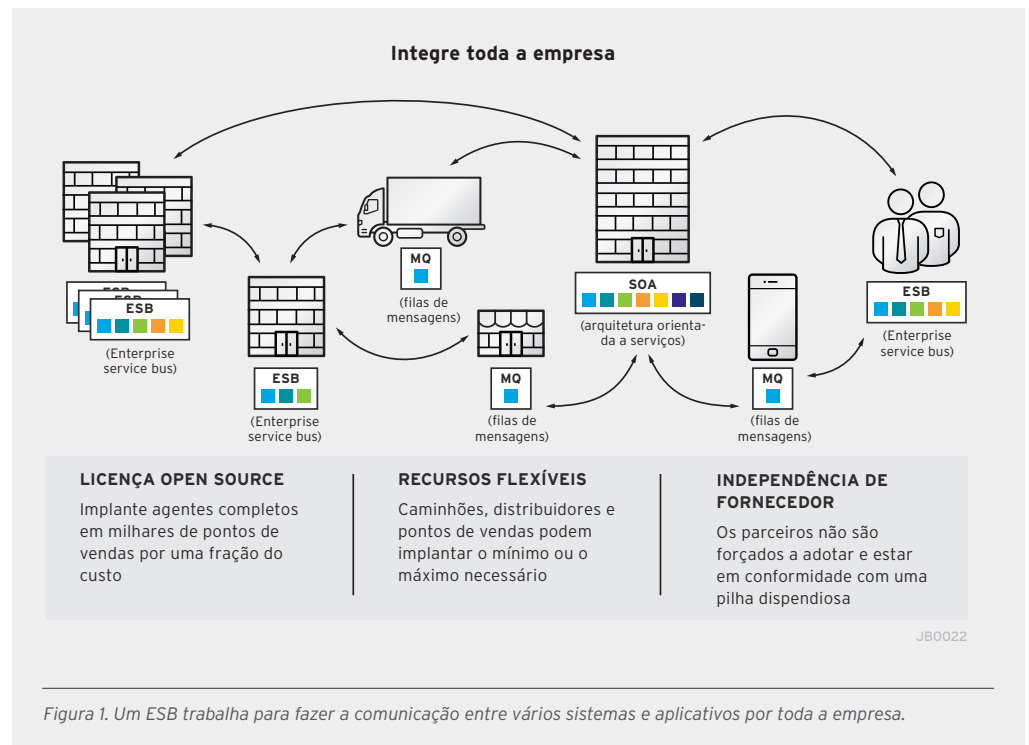 Integre toda a empresa
MQ
(filas de
mensagens)
SOA
(arquitetura orienta-
da a serviços)
ESB
(Enterprise
service bus)
ESB
ESB
ESB
(Enterprise
service bus)
ESB
(Enterprise
service bus)
MQ
(filas de
mensagens)
MQ
(filas de
mensagens)
LICENÇA OPEN SOURCE
Implante agentes completos
em milhares de pontos de
vendas por uma fração do
custo
RECURSOS FLEXÍVEIS
Caminhões, distribuidores e
pontos de vendas podem
implantar o mínimo ou o
máximo necessário
INDEPENDÊNCIA DE
FORNECEDOR
Os parceiros não são
forçados a adotar e estar
em conformidade com uma
pilha dispendiosa
JB0022
Figura 1. Um ESB trabalha para fazer a comunicação entre vários sistemas e aplicativos por toda a empresa.